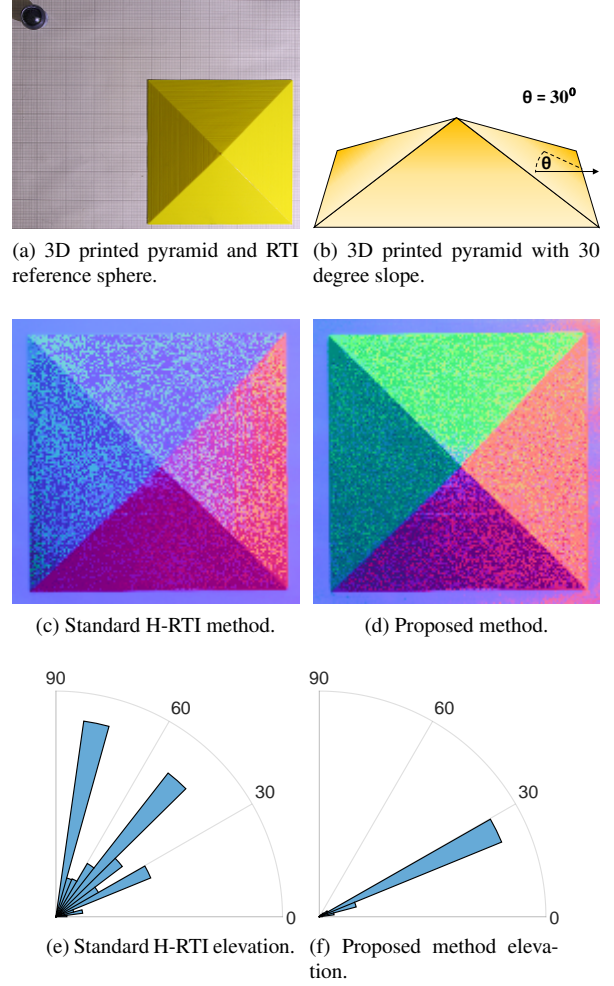 θ = 30⁰
θ
(a) 3D printed pyramid and RTI
reference sphere.
(b) 3D printed pyramid with 30
degree slope.
(c) Standard H-RTI method.
(d) Proposed method.
90
60
30
0
90
60
30
0
(e) Standard H-RTI elevation.
(f) Proposed method eleva-
tion.